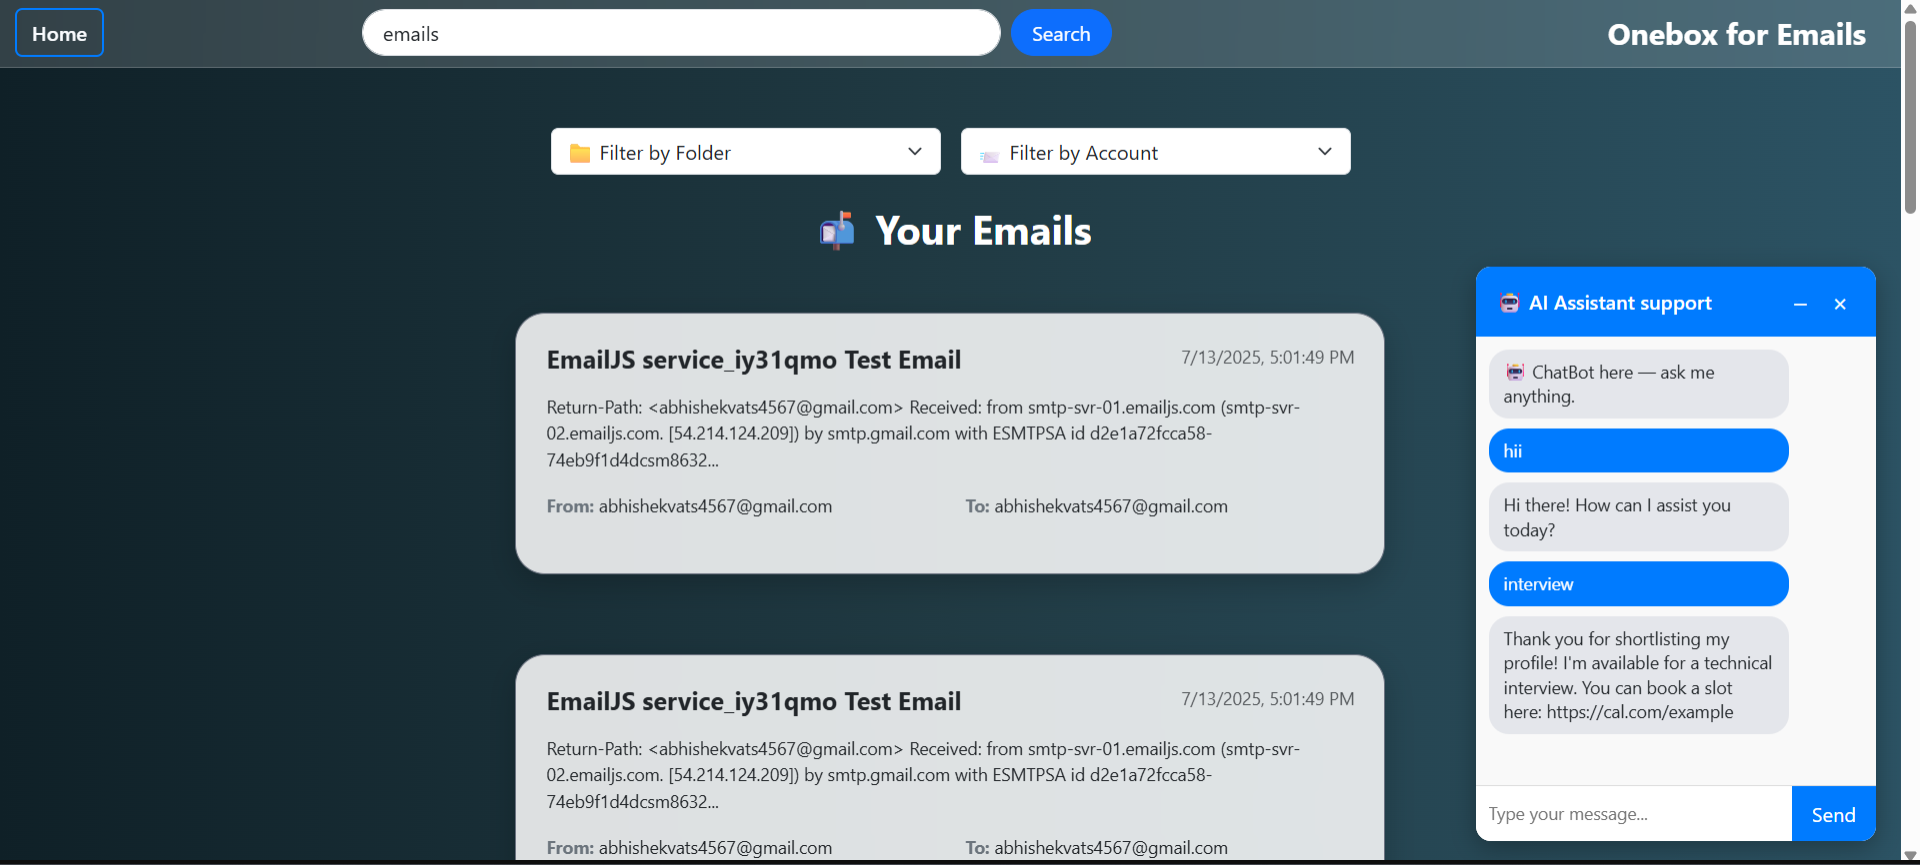 Home
emails
Search
Onebox for Emails
Filter by Folder
Filter by Account
Your Emails
EmailJS service_iy31qmo Test Email
7/13/2025, 5:01:49 PM
Return-Path: <abhishekvats4567@gmail.com> Received: from smtp-svr-01.emailjs.com (smtp-svr-
02.emailjs.com. [54.214.124.209]) by smtp.gmail.com with ESMTPSA id d2e1a72fcca58-
74eb9f1d4dcsm8632...
From: abhishekvats4567@gmail.com
To: abhishekvats4567@gmail.com
EmailJS service_iy31qmo Test Email
7/13/2025, 5:01:49 PM
Return-Path: <abhishekvats4567@gmail.com> Received: from smtp-svr-01.emailjs.com (smtp-svr-
02.emailjs.com. [54.214.124.209]) by smtp.gmail.com with ESMTPSA id d2e1a72fcca58-
74eb9f1d4dcsm8632...
From: abhishekvats4567@gmail.com
To: abhishekvats4567@gmail.com
AI Assistant support
ChatBot here — ask me
anything.
hii
Hi there! How can I assist you
today?
interview
Thank you for shortlisting my
profile! I'm available for a technical
interview. You can book a slot
here: https://cal.com/example
Type your message...
Send